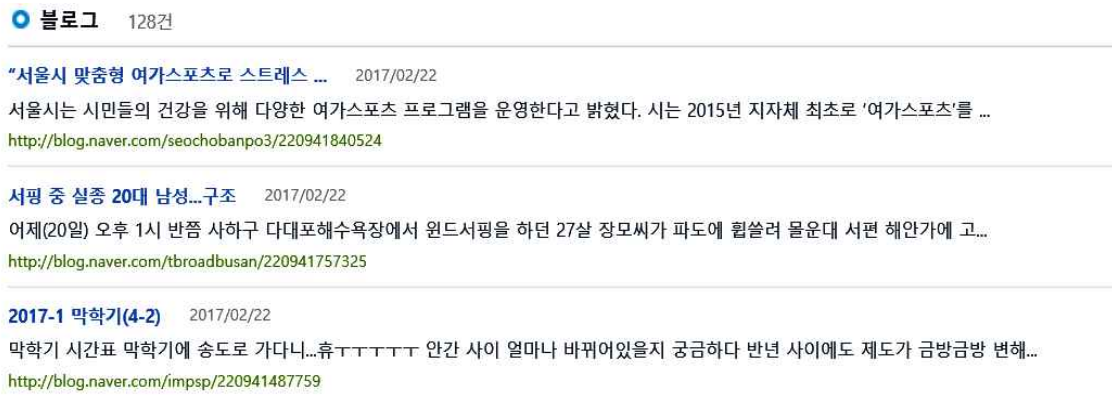 블로그 128건
“서울시 맞춤형 여가스포츠로 스트레스 ... 2017/02/22
서울시는 시민들의 건강을 위해 다양한 여가스포츠 프로그램을 운영한다고 밝혔다. 시는 2015년 지자체 최초로 '여가스포츠'를 ...
http://blog.naver.com/seochobanpo3/220941840524
서핑 중 실종 20대 남성...구조 2017/02/22
어제(20일) 오후 1시 반쯤 사하구 다대포해수욕장에서 윈드서핑을 하던 27살 장모씨가 파도에 휩쓸려 몰운대 서편 해안가에 고...
http://blog.naver.com/tbroadbusan/220941757325
2017-1 막학기(4-2) 2017/02/22
막학기 시간표 막학기에 송도로 가다니...휴ㅜㅜㅜㅜㅜ 안간 사이 얼마나 바뀌어있을지 궁금하다 반년 사이에도 제도가 금방금방 변해...
http://blog.naver.com/impsp/220941487759